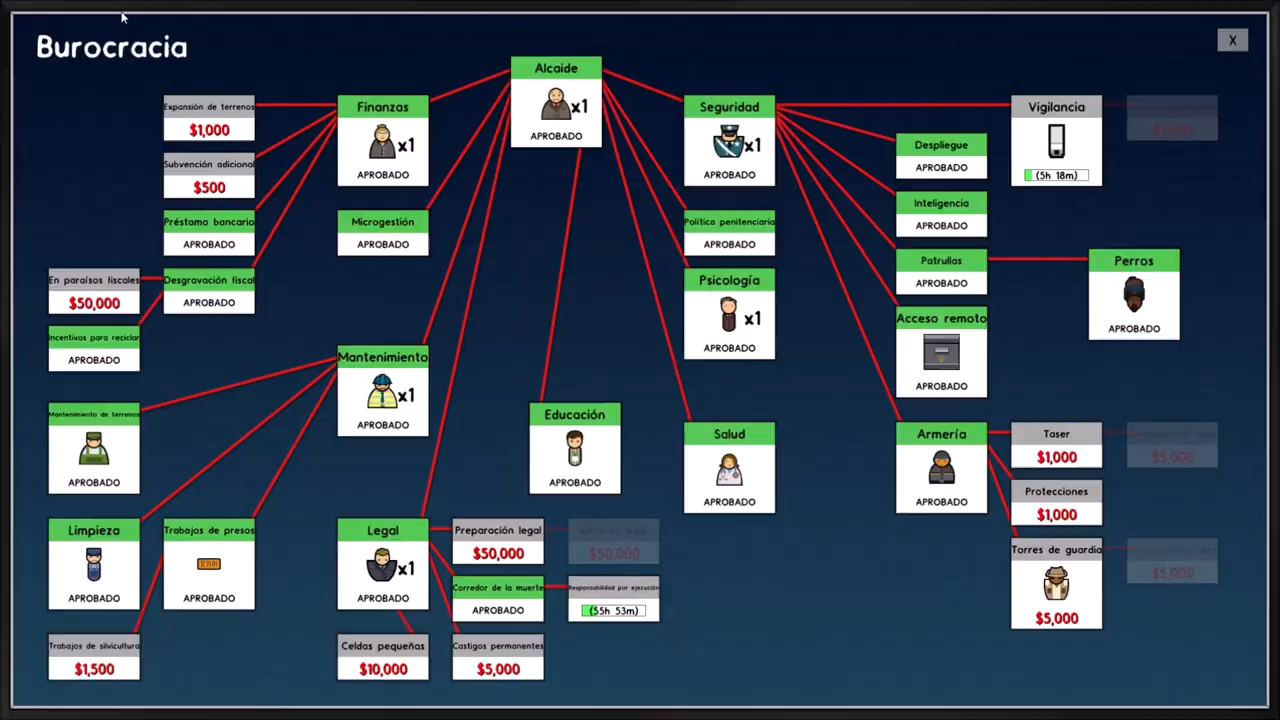 Burocracia
X
Alcaide
x1
APROBADO
Expansión de terrenos
$1,000
Finanzas
x1
APROBADO
Seguridad
x1
APROBADO
Vigilancia
(5h 18m)
Despliegue
APROBADO
Subvención adicional
$500
Inteligencia
APROBADO
Préstamo bancario
APROBADO
Microgestión
APROBADO
Política penitenciaria
APROBADO
Patrullas
APROBADO
Perros
APROBADO
En paraísos fiscales
$50,000
Desgravación fiscal
APROBADO
Psicología
x1
APROBADO
Acceso remoto
APROBADO
Incentivos para reciclar
APROBADO
Mantenimiento
x1
APROBADO
Mantenimiento de terrenos
APROBADO
Educación
APROBADO
Salud
APROBADO
Armería
APROBADO
Taser
$1,000
$5,000
Protecciones
$1,000
Limpieza
APROBADO
Trabajos de presos
APROBADO
Legal
x1
APROBADO
Preparación legal
$50,000
$50,000
Torres de guardia
$5,000
$5,000
Corredor de la muerte
APROBADO
Responsabilidad por ejecución
(55h 53m)
Trabajos de silvicultura
$1,500
Celdas pequeñas
$10,000
Castigos permanentes
$5,000